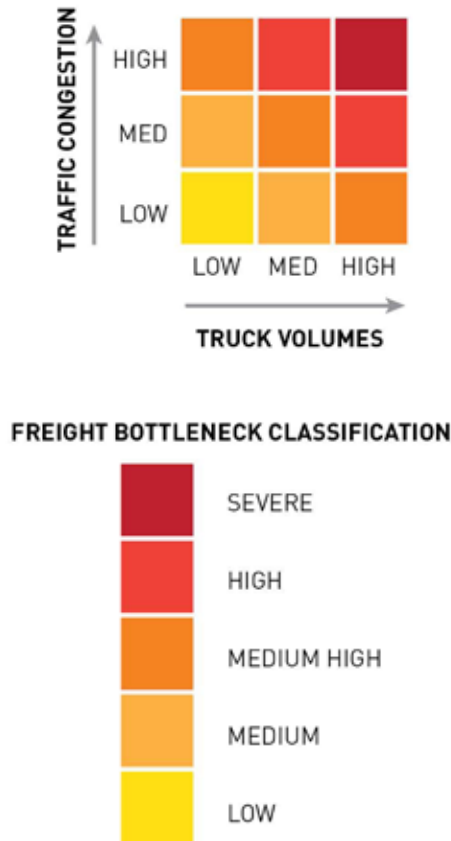 TRAFFIC CONGESTION
HIGH
MED
LOW
LOW MED HIGH
TRUCK VOLUMES
FREIGHT BOTTLENECK CLASSIFICATION
SEVERE
HIGH
MEDIUM HIGH
MEDIUM
LOW